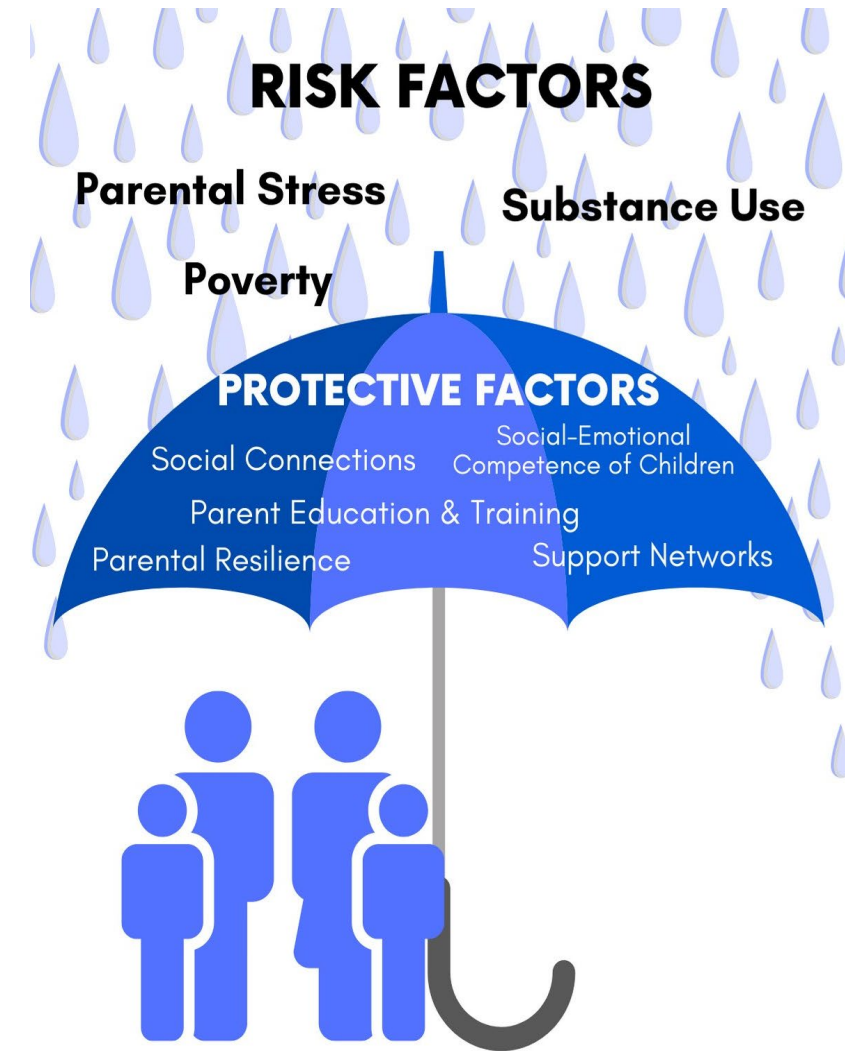 RISK FACTORS
Parental Stress
Substance Use
Poverty
PROTECTIVE FACTORS
Social-Emotional
Competence of Children
Social Connections
Parent Education & Training
Parental Resilience
Support Networks